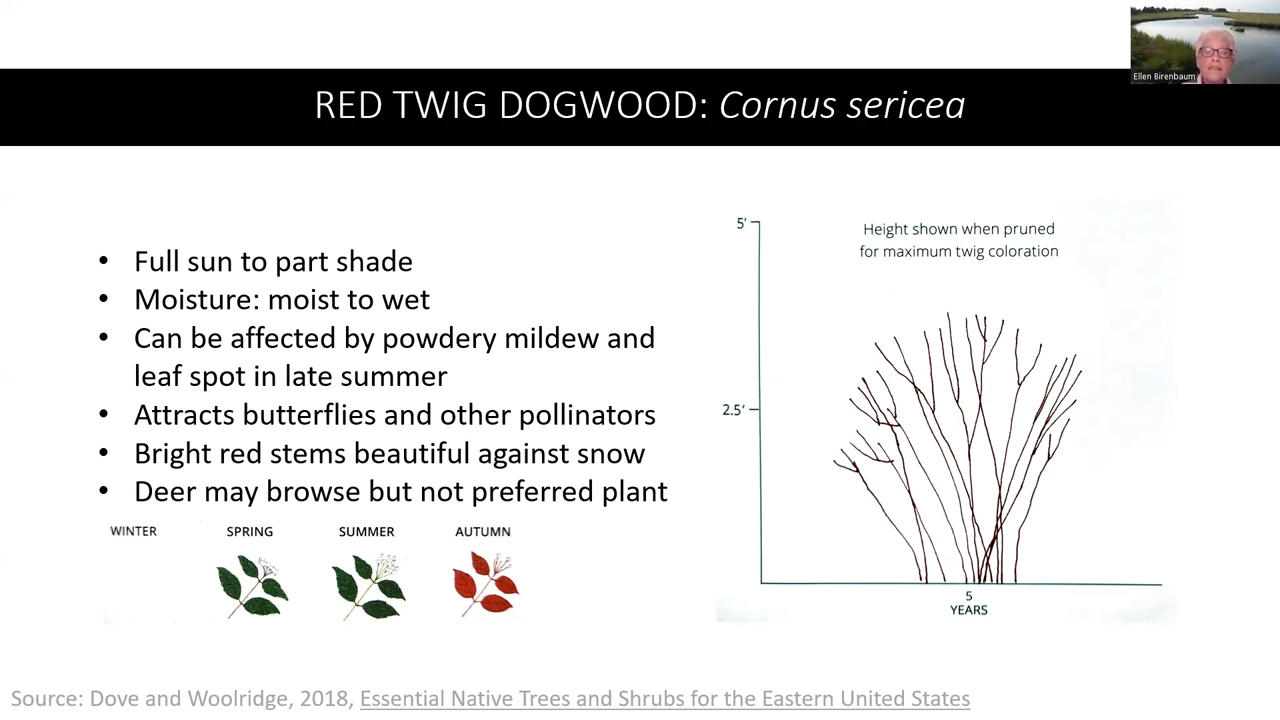 Ellen Birenbaum
RED TWIG DOGWOOD: Cornus sericea
• Full sun to part shade
• Moisture: moist to wet
• Can be affected by powdery mildew and
leaf spot in late summer
• Attracts butterflies and other pollinators
• Bright red stems beautiful against snow
• Deer may browse but not preferred plant
WINTER SPRING SUMMER AUTUMN
5'
Height shown when pruned
for maximum twig coloration
2.5'
5
YEARS
Source: Dove and Woolridge, 2018, Essential Native Trees and Shrubs for the Eastern United States